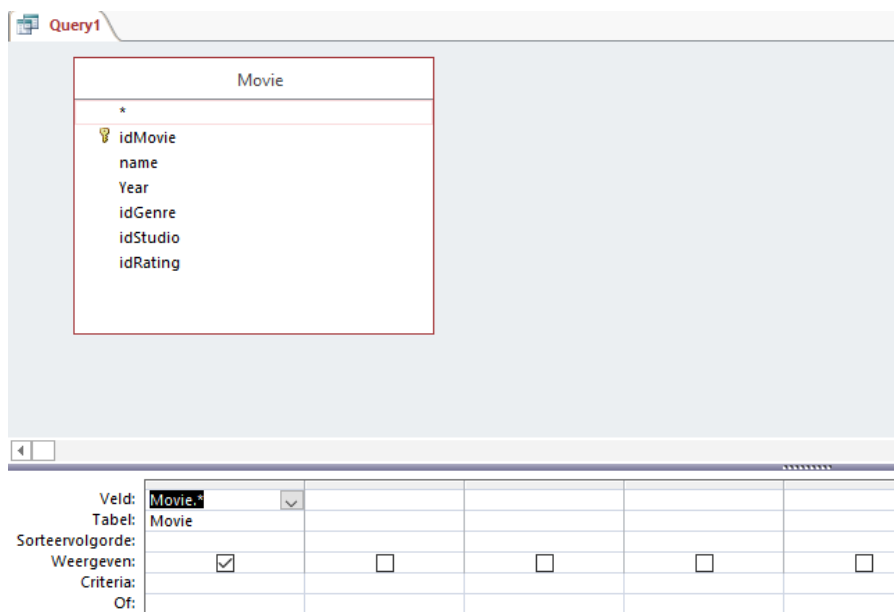 Query1
Movie
*
idMovie
name
Year
idGenre
idStudio
idRating
Veld: Movie.*
Tabel: Movie
Sorteervolgorde:
Weergeven:
Criteria:
Of: